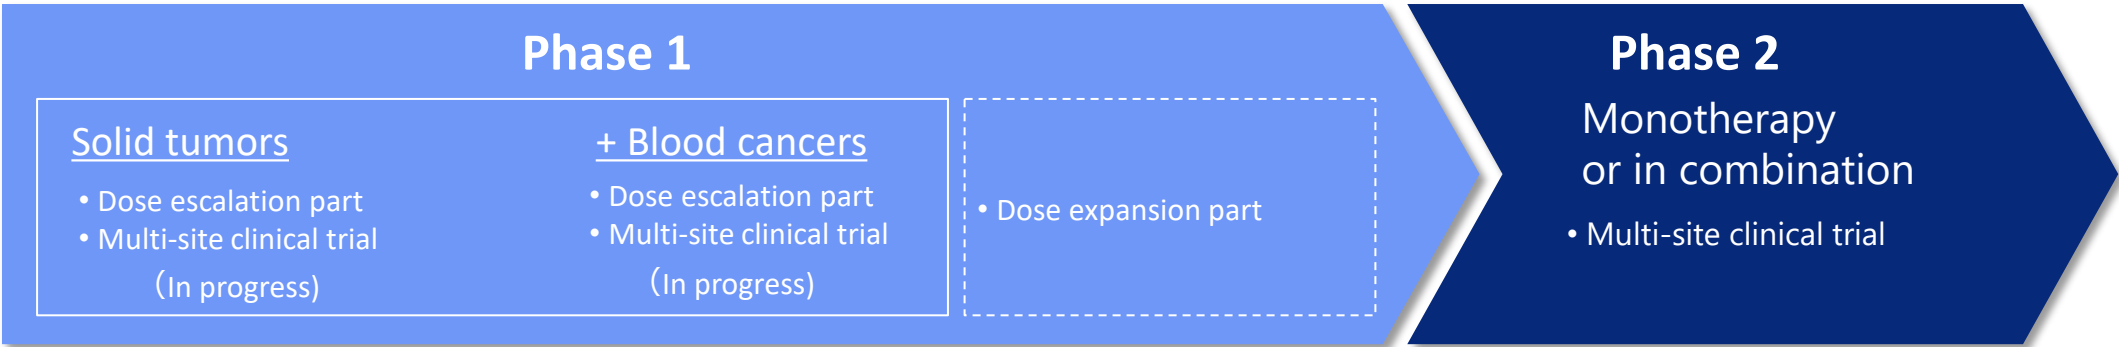 Phase 1
Solid tumors
• Dose escalation part
• Multi-site clinical trial
（In progress)
+ Blood cancers
• Dose escalation part
• Multi-site clinical trial
（In progress)
• Dose expansion part
Phase 2
Monotherapy
or in combination
• Multi-site clinical trial